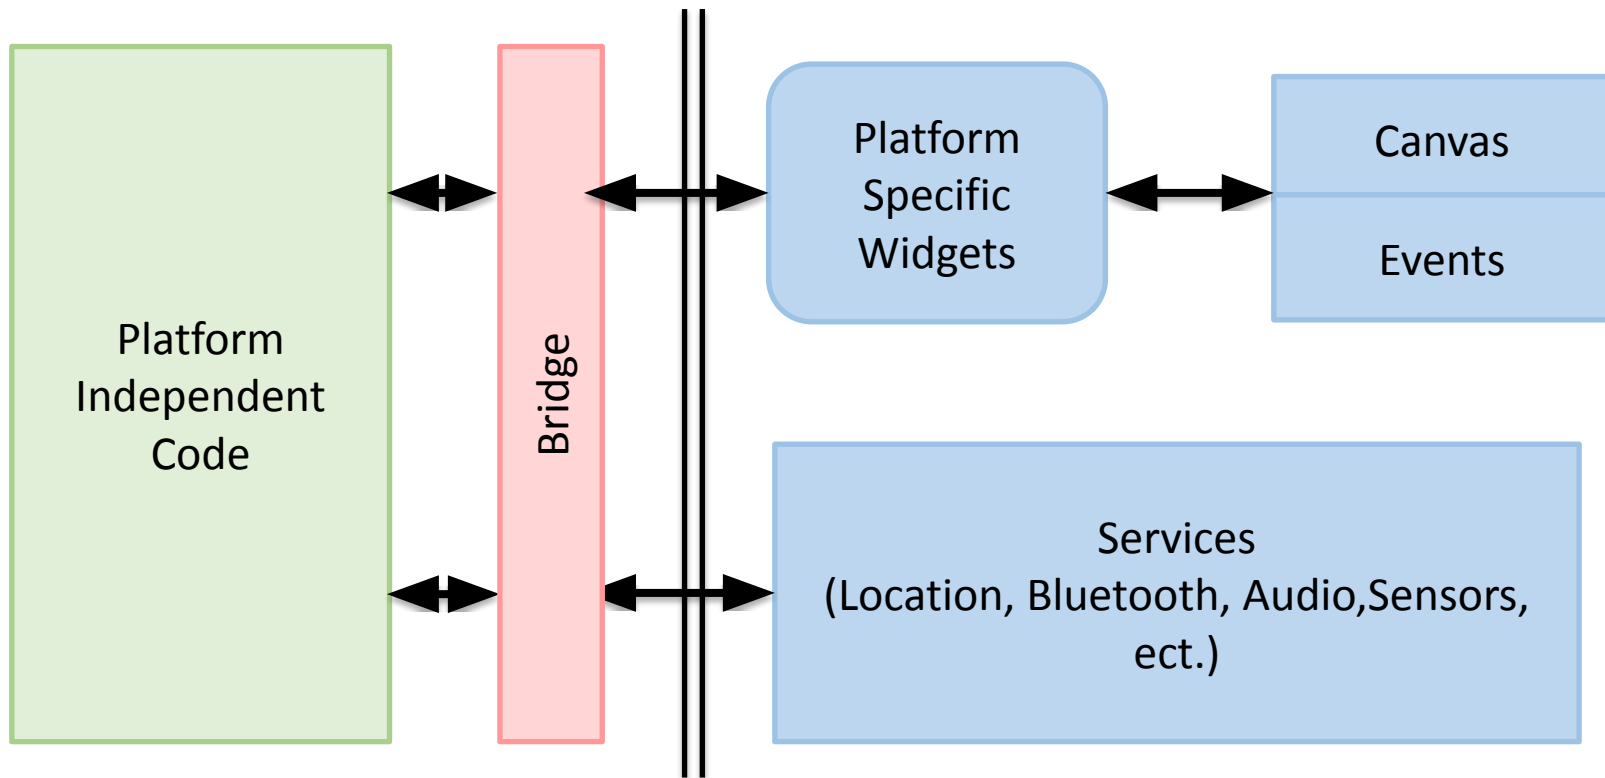 Platform
Independent
Code
Bridge
Platform
Specific
Widgets
Canvas
Events
Services
(Location, Bluetooth, Audio,Sensors,
ect.)